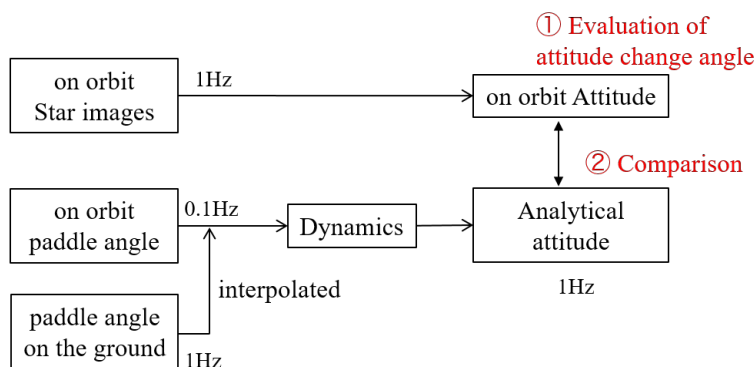 ① Evaluation of
attitude change angle
on orbit
Star images
1Hz
on orbit Attitude
② Comparison
on orbit
paddle angle
0.1Hz
Dynamics
Analytical
attitude
1Hz
interpolated
paddle angle
on the ground
1Hz